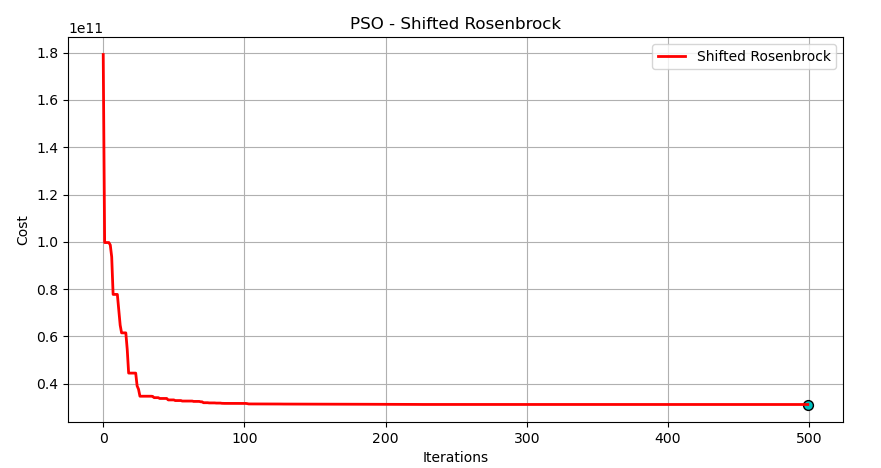 PSO - Shifted Rosenbrock
1e11
Shifted Rosenbrock
1.8
1.6
1.4
1.2
1.0
0.8
0.6
0.4
Cost
0 100 200 300 400 500
Iterations